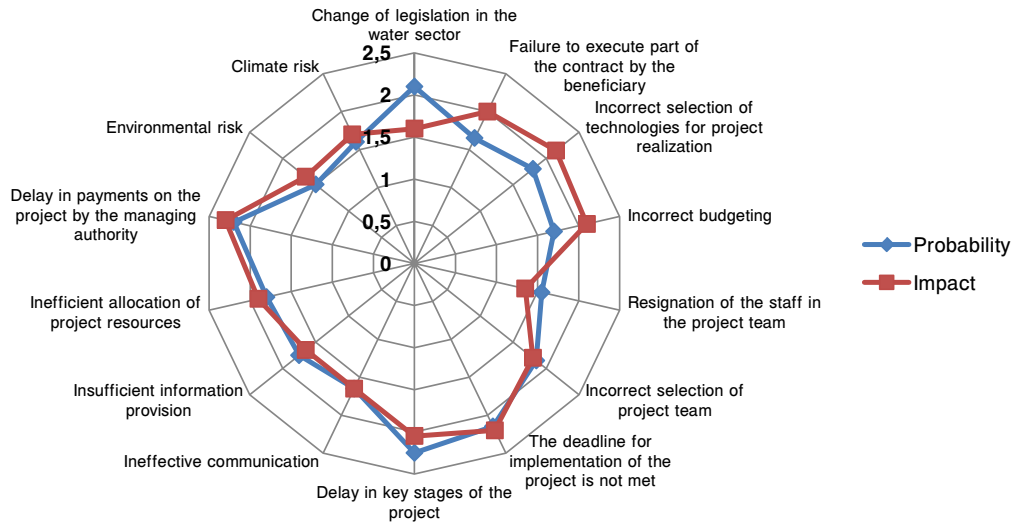 Change of legislation in the
water sector
Failure to execute part of
the contract by the
beneficiary
Incorrect selection of
technologies for project
realization
Incorrect budgeting
Resignation of the staff in
the project team
Incorrect selection of
project team
The deadline for
implementation of the
project is not met
Delay in key stages of the
project
Ineffective communication
Insufficient information
provision
Inefficient allocation of
project resources
Delay in payments on the
project by the managing
authority
Environmental risk
Climate risk
2,5
2
1,5
1
0,5
0
Probability
Impact